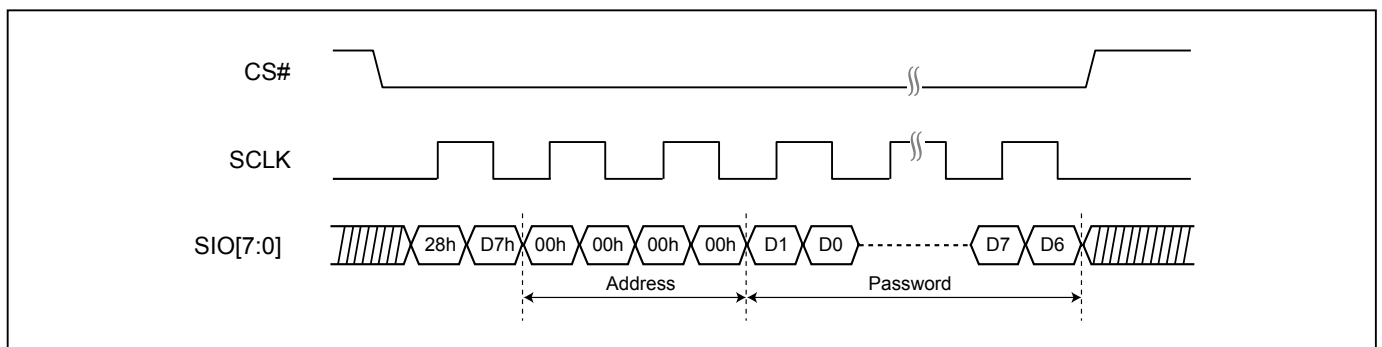 CS#
SCLK
SIO[7:0]
28h D7h 00h 00h 00h 00h D1 D0 D7 D6
Address Password